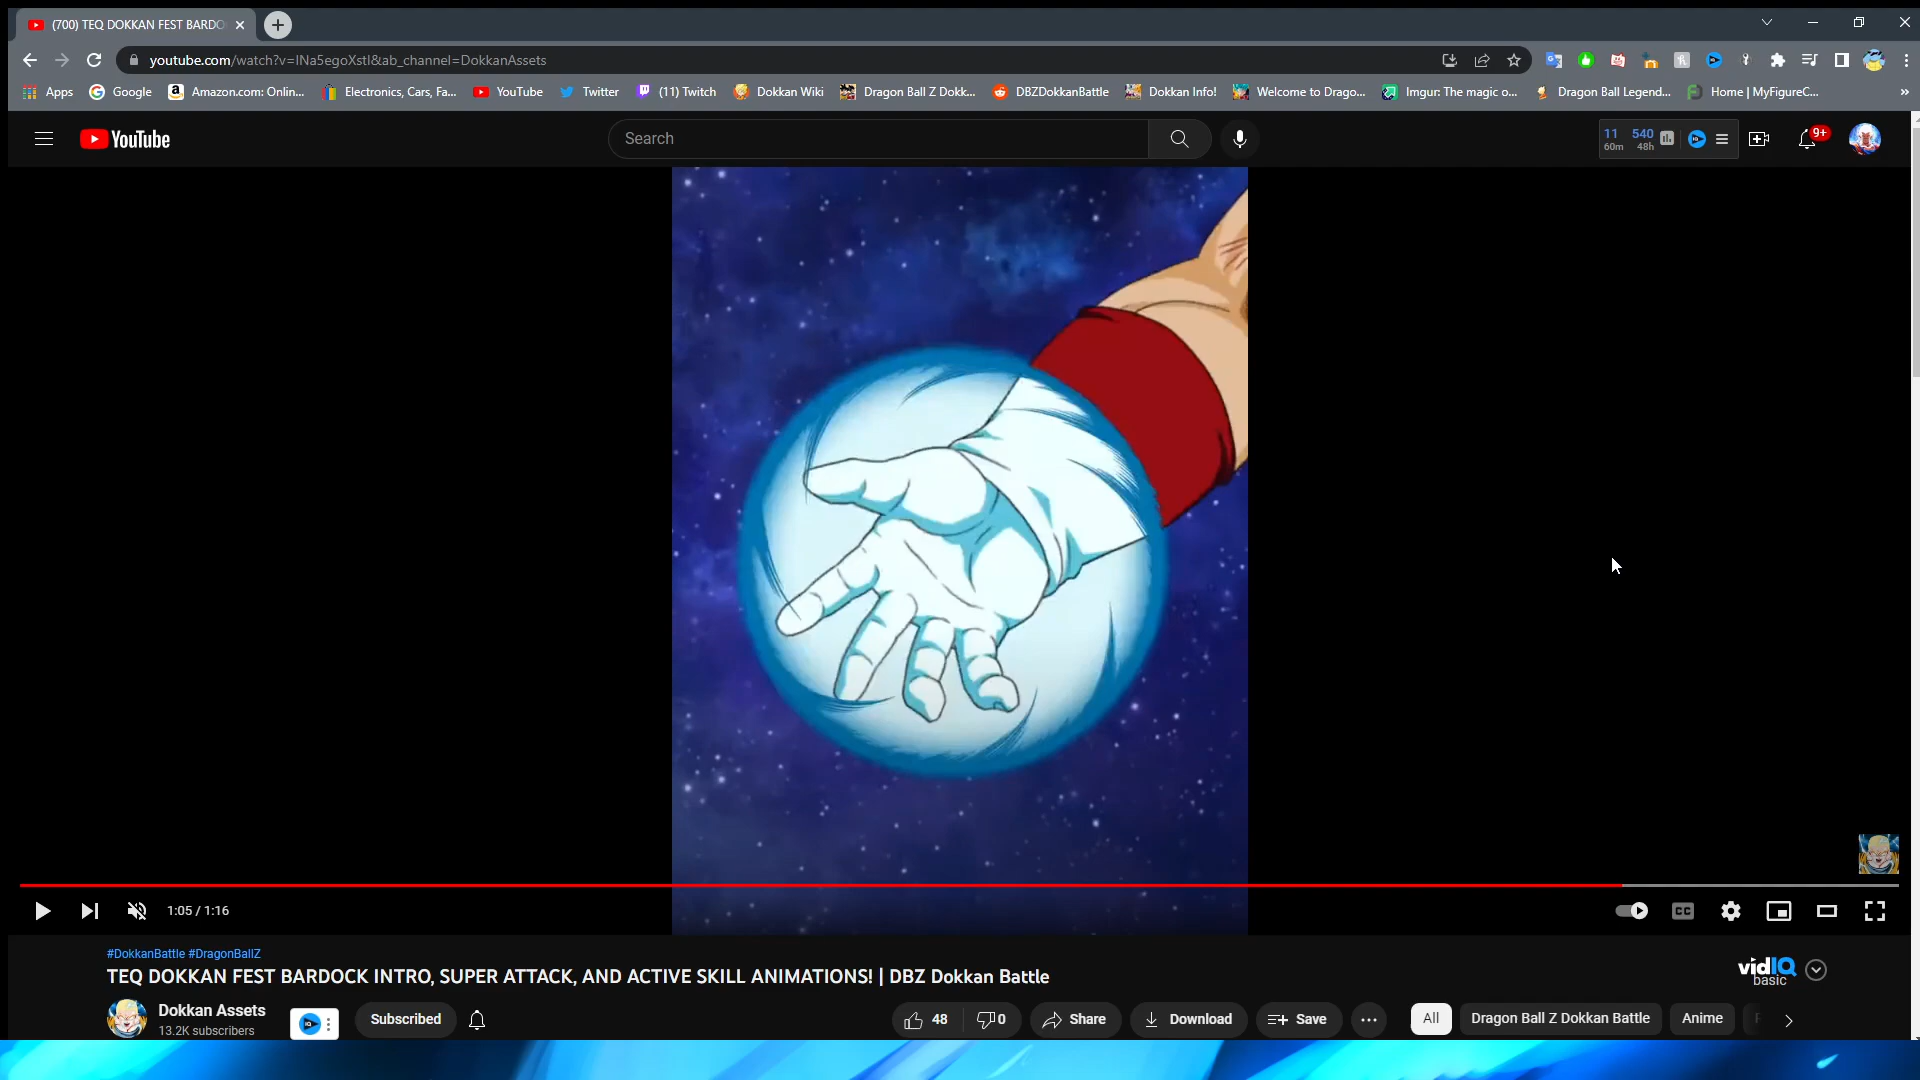 (700) TEQ DOKKAN FEST BARDO
youtube.com/watch?v=INa5egoXstI&ab_channel=DokkanAssets
Apps
Google
Amazon.com: Onlin...
Electronics, Cars, Fa...
YouTube
Twitter
(11) Twitch
Dokkan Wiki
Dragon Ball Z Dokk...
DBZDokkanBattle
Dokkan Info!
Welcome to Drago...
Imgur: The magic o...
Dragon Ball Legend...
Home | MyFigureC...
»
YouTube
Search
11 540
60m 48h
9+
1:05 / 1:16
CC
#DokkanBattle #DragonBallZ
TEQ DOKKAN FEST BARDOCK INTRO, SUPER ATTACK, AND ACTIVE SKILL ANIMATIONS! | DBZ Dokkan Battle
vidIQ
basic
Dokkan Assets
13.2K subscribers
Subscribed
48
0
Share
Download
Save
All
Dragon Ball Z Dokkan Battle
Anime